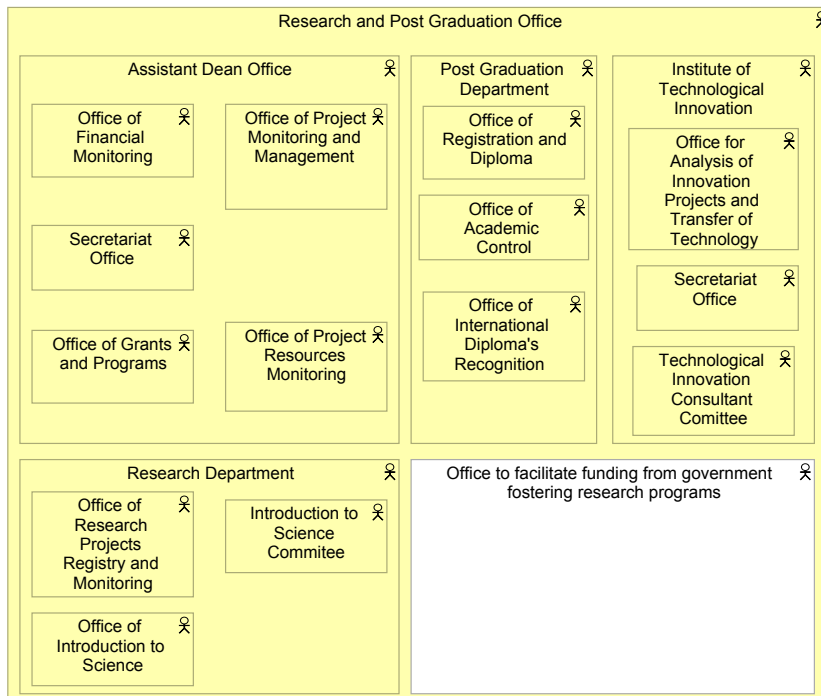 Research and Post Graduation Office
Assistant Dean Office
Office of
Financial
Monitoring
Office of Project
Monitoring and
Management
Secretariat
Office
Office of Grants
and Programs
Office of Project
Resources
Monitoring
Post Graduation
Department
Office of
Registration and
Diploma
Office of
Academic
Control
Office of
International
Diploma's
Recognition
Institute of
Technological
Innovation
Office for
Analysis of
Innovation
Projects and
Transfer of
Technology
Secretariat
Office
Technological
Innovation
Consultant
Comittee
Research Department
Office of
Research
Projects
Registry and
Monitoring
Introduction to
Science
Commitee
Office of
Introduction to
Science
Office to facilitate funding from government
fostering research programs